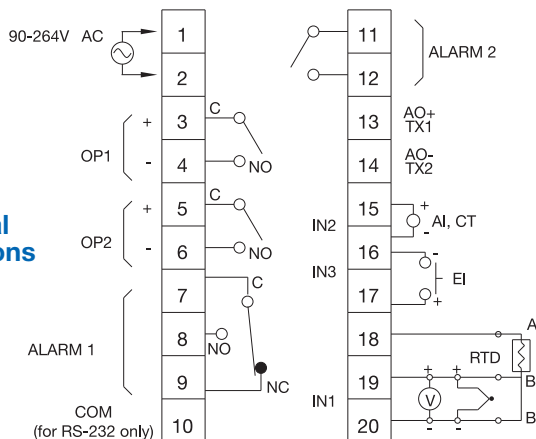 90-264V AC
1
2
OP1
+
3
C
-
4
NO
OP2
+
5
C
-
6
NO
al
ons
ALARM 1
7
C
8
NO
9
NC
COM
(for RS-232 only)
10
11
12
ALARM 2
13
AO+
TX1
14
AO-
TX2
IN2
15
+
AI, CT
-
IN3
16
-
EI
17
+
18
A
RTD
IN1
19
+
+
B
V
20
-
-
B